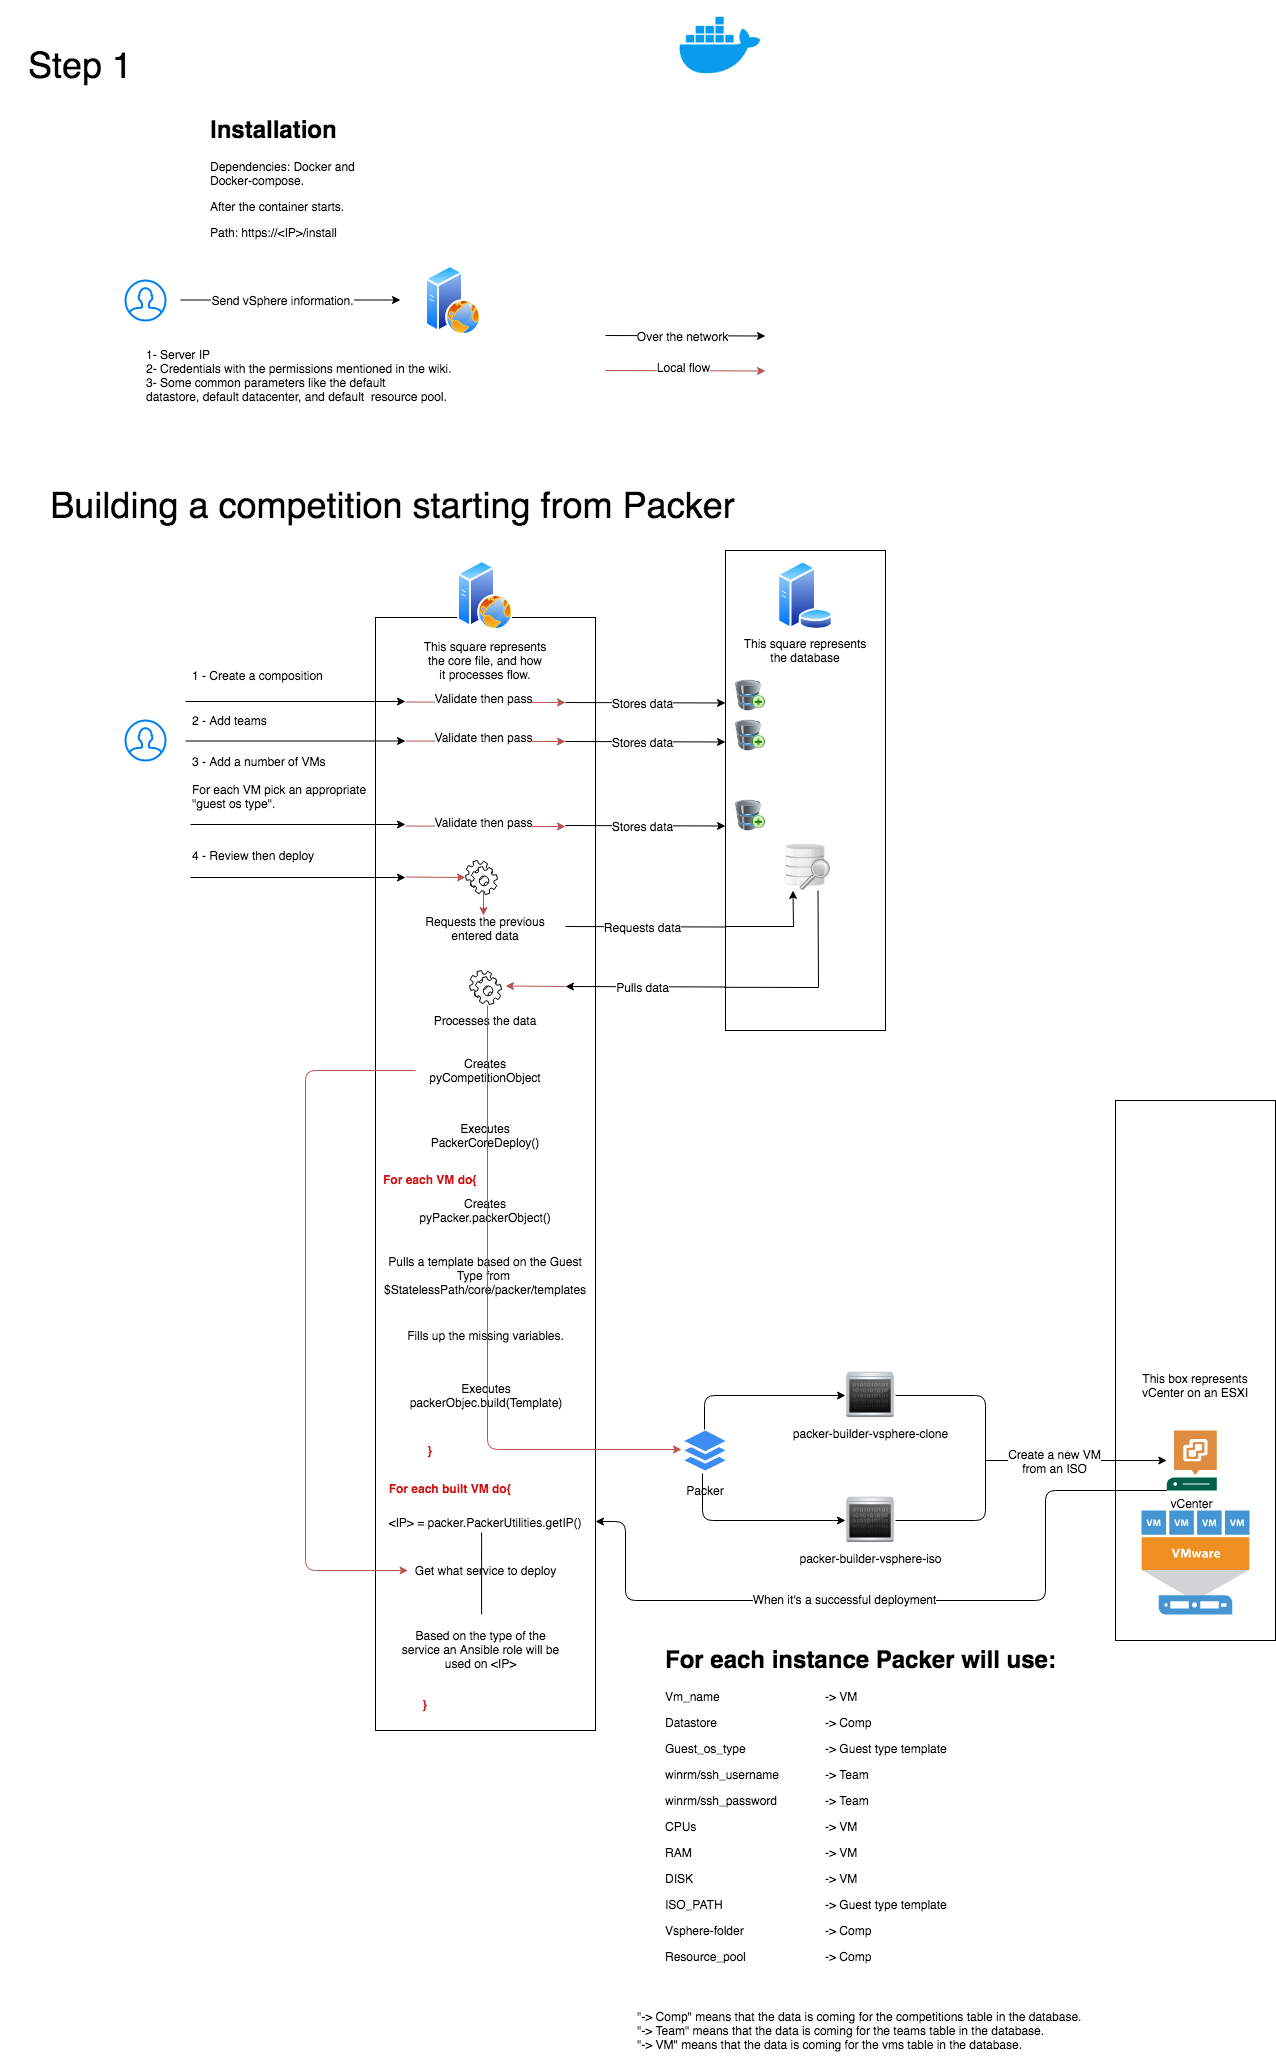 Step 1
Installation
Dependencies: Docker and
Docker-compose.
After the container starts.
Path: https://<IP>/install
Send vSphere information.
1- Server IP
2- Credentials with the permissions mentioned in the wiki.
3- Some common parameters like the default
datastore, default datacenter, and default  resource pool.
Over the network
Local flow
Building a competition starting from Packer
This square represents
the core file, and how
it processes flow.
This square represents
the database
1 - Create a composition
Validate then pass
Stores data
2 - Add teams
Validate then pass
Stores data
3 - Add a number of VMs
For each VM pick an appropriate
"guest os type".
Validate then pass
Stores data
4 - Review then deploy
Requests the previous
entered data
Requests data
Pulls data
Processes the data
Creates
pyCompetitionObject
Executes
PackerCoreDeploy()
For each VM do{
Creates
pyPacker.packerObject()
Pulls a template based on the Guest
Type from
$StatelessPath/core/packer/templates
Fills up the missing variables.
Executes
packerObjec.build(Template)
}
For each built VM do{
<IP> = packer.PackerUtilities.getIP()
Get what service to deploy
Based on the type of the
service an Ansible role will be
used on <IP>
}
Packer
packer-builder-vsphere-clone
packer-builder-vsphere-iso
Create a new VM
from an ISO
When it's a successful deployment
This box represents
vCenter on an ESXI
vCenter
VM VM VM VM
VMware
For each instance Packer will use:
Vm_name -> VM
Datastore -> Comp
Guest_os_type -> Guest type template
winrm/ssh_username -> Team
winrm/ssh_password -> Team
CPUs -> VM
RAM -> VM
DISK -> VM
ISO_PATH -> Guest type template
Vsphere-folder -> Comp
Resource_pool -> Comp
"-> Comp" means that the data is coming for the competitions table in the database.
"-> Team" means that the data is coming for the teams table in the database.
"-> VM" means that the data is coming for the vms table in the database.